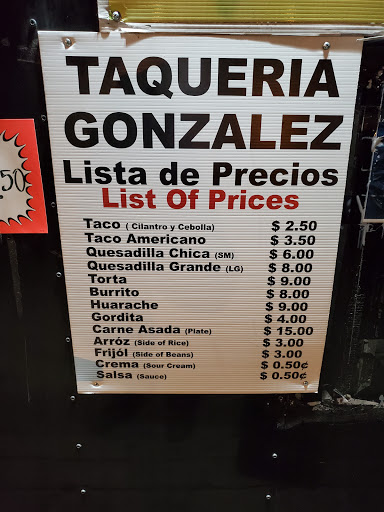 TAQUERIA
GONZALEZ
Lista de Precios
List Of Prices
Taco ( Cilantro y Cebolla) $ 2.50
Taco Americano $ 3.50
Quesadilla Chica (SM) $ 6.00
Quesadilla Grande (LG) $ 8.00
Torta $ 9.00
Burrito $ 8.00
Huarache $ 9.00
Gordita $ 4.00
Carne Asada (Plate) $ 15.00
Arróz (Side of Rice) $ 3.00
Frijól (Side of Beans) $ 3.00
Crema (Sour Cream) $ 0.50¢
Salsa (Sauce) $ 0.50¢
.50